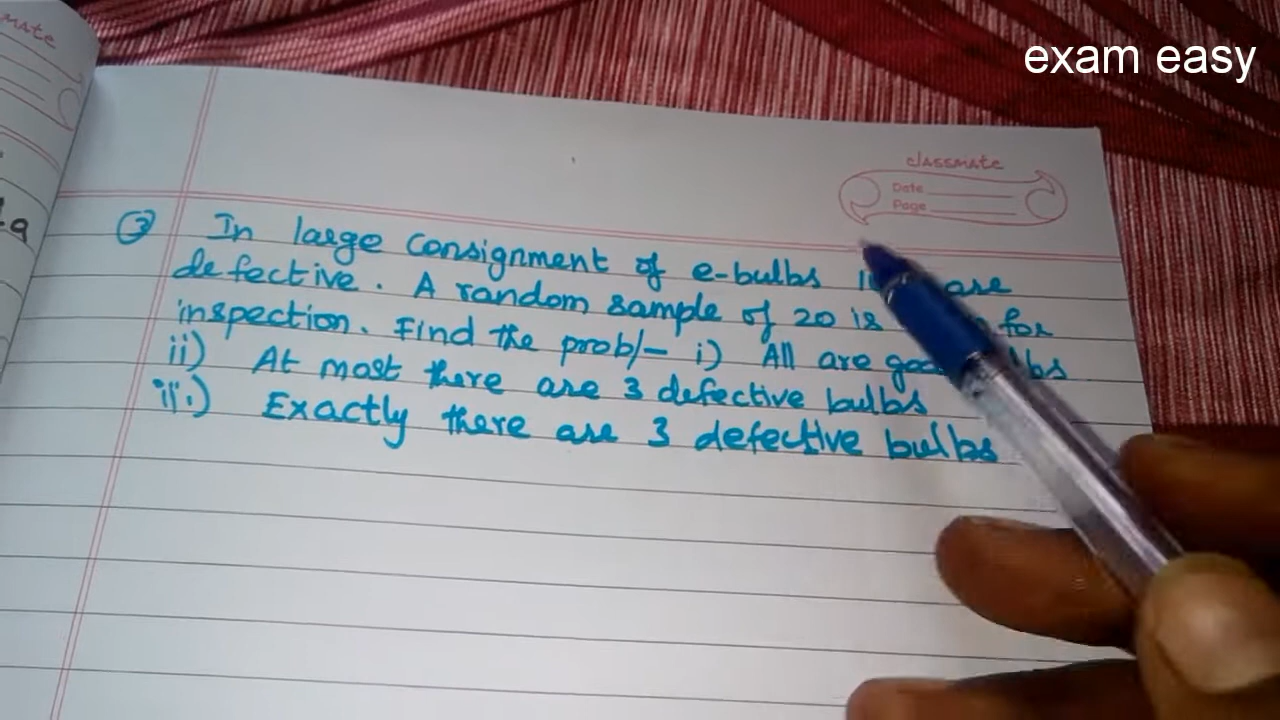 exam easy
mate
classmate
Date
Page
3 In large consignment of e-bulbs are
defective. A random sample of 20 is for
inspection. Find the prob/- i) All are
ii) At most there are 3 defective bulbs
iii.) Exactly there are 3 defective bulbs